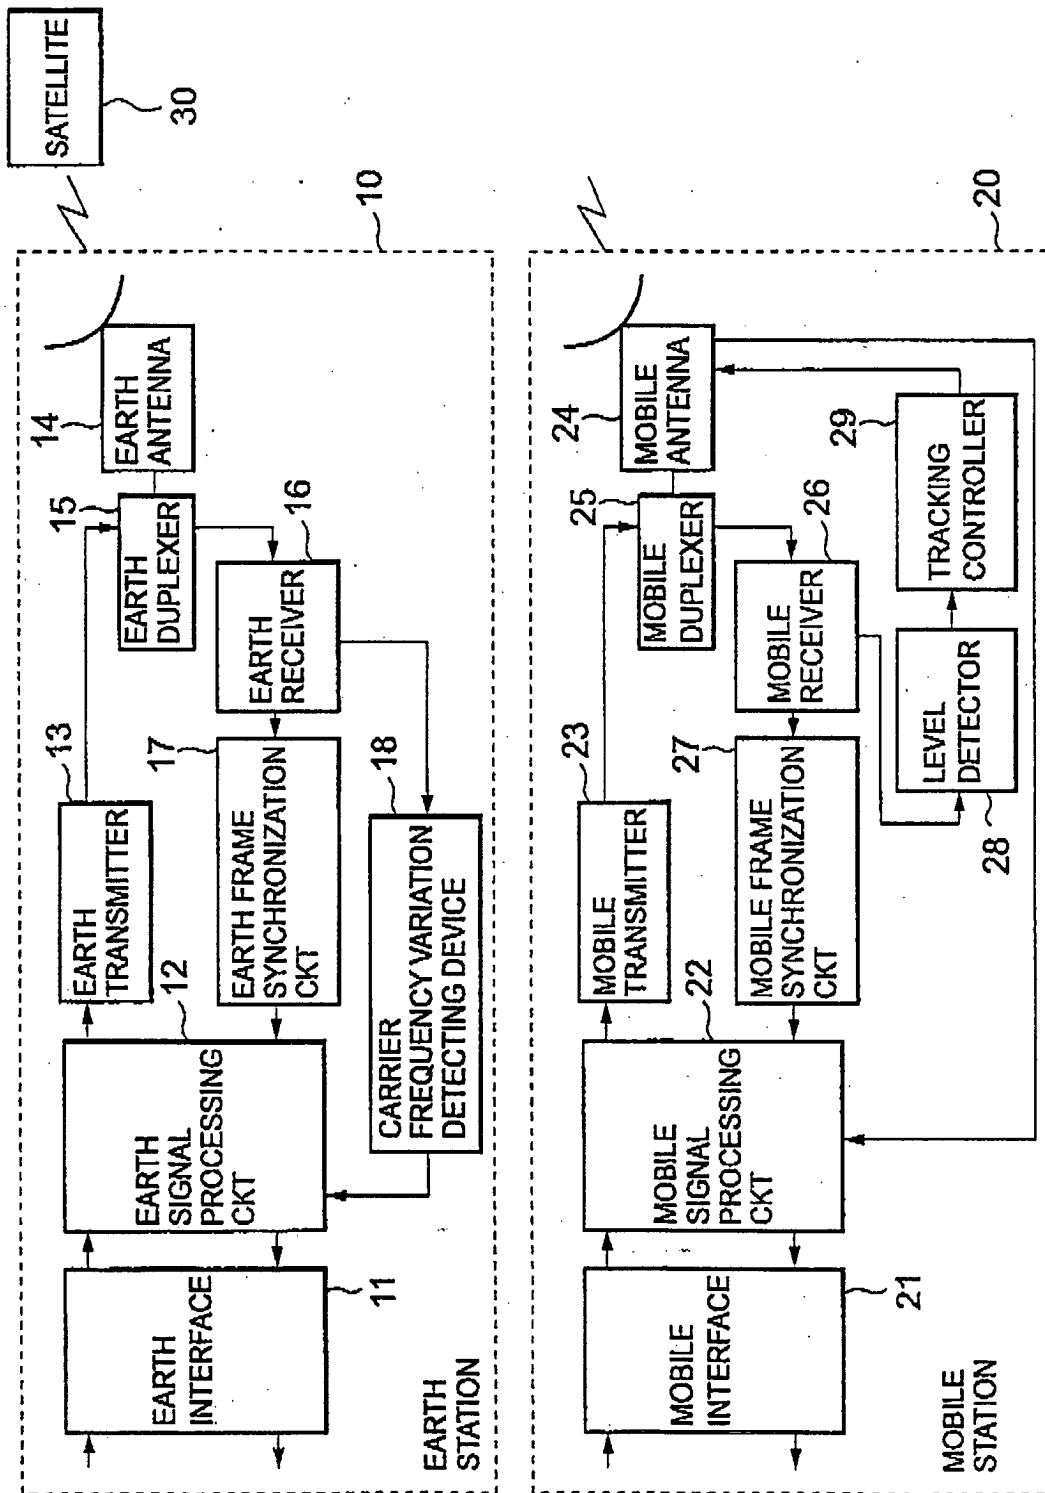 SATELLITE
30
10
14
EARTH
ANTENNA
15
EARTH
DUPLEXER
16
EARTH
RECEIVER
13
EARTH
TRANSMITTER
17
EARTH FRAME
SYNCHRONIZATION
CKT
18
CARRIER
FREQUENCY VARIATION
DETECTING DEVICE
12
EARTH
SIGNAL
PROCESSING
CKT
11
EARTH
INTERFACE
EARTH
STATION
20
24
MOBILE
ANTENNA
25
MOBILE
DUPLEXER
26
MOBILE
RECEIVER
29
TRACKING
CONTROLLER
28
LEVEL
DETECTOR
23
MOBILE
TRANSMITTER
27
MOBILE FRAME
SYNCHRONIZATION
CKT
22
MOBILE
SIGNAL
PROCESSING
CKT
21
MOBILE
INTERFACE
MOBILE
STATION